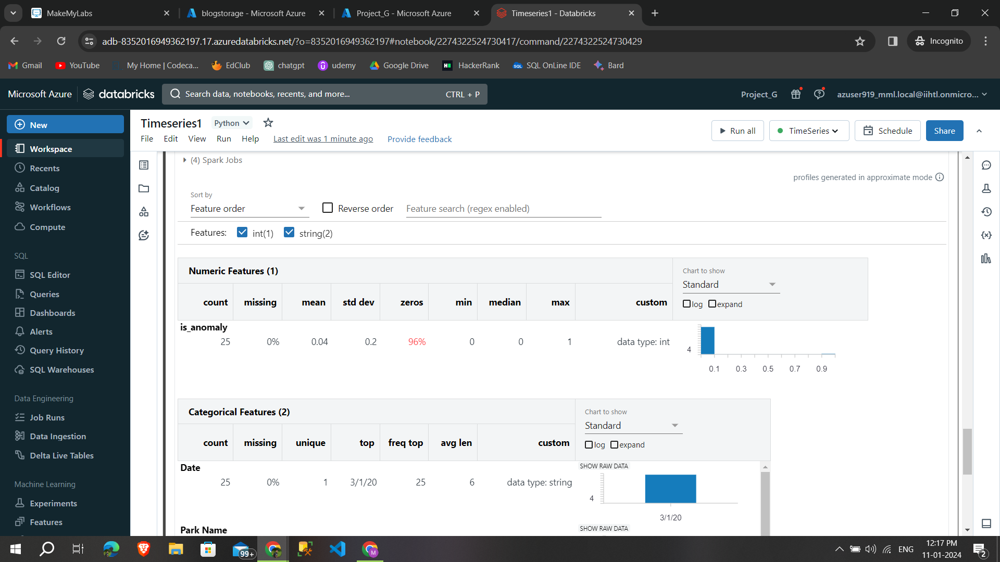 MakeMyLabs
blogstorage - Microsoft Azure
Project_G - Microsoft Azure
Timeseries1 - Databricks
adb-8352016949362197.17.azuredatabricks.net/?o=8352016949362197#notebook/2274322524730417/command/2274322524730429
Incognito
Gmail
YouTube
My Home | Codeca...
EdClub
chatgpt
udemy
Google Drive
HackerRank
SQL OnLine IDE
Bard
Microsoft Azure
databricks
Search data, notebooks, recents, and more...
CTRL + P
Project_G
azuser919_mml.local@iihtl.onmicro...
New
Workspace
Recents
Catalog
Workflows
Compute
SQL
SQL Editor
Queries
Dashboards
Alerts
Query History
SQL Warehouses
Data Engineering
Job Runs
Data Ingestion
Delta Live Tables
Machine Learning
Experiments
Features
Timeseries1
Python
File Edit View Run Help
Last edit was 1 minute ago
Provide feedback
Run all
TimeSeries
Schedule
Share
(4) Spark Jobs
profiles generated in approximate mode
Sort by
Feature order
Reverse order
Feature search (regex enabled)
Features: int(1) string(2)
Numeric Features (1)
Chart to show
Standard
log expand
count missing mean std dev zeros min median max custom
is_anomaly
25 0% 0.04 0.2 96% 0 0 1 data type: int
4
0.1 0.3 0.5 0.7 0.9
Categorical Features (2)
Chart to show
Standard
log expand
count missing unique top freq top avg len custom
Date
SHOW RAW DATA
25 0% 1 3/1/20 25 6 data type: string
4
3/1/20
Park Name
SHOW RAW DATA
99+
M
ENG
12:17 PM
11-01-2024
2